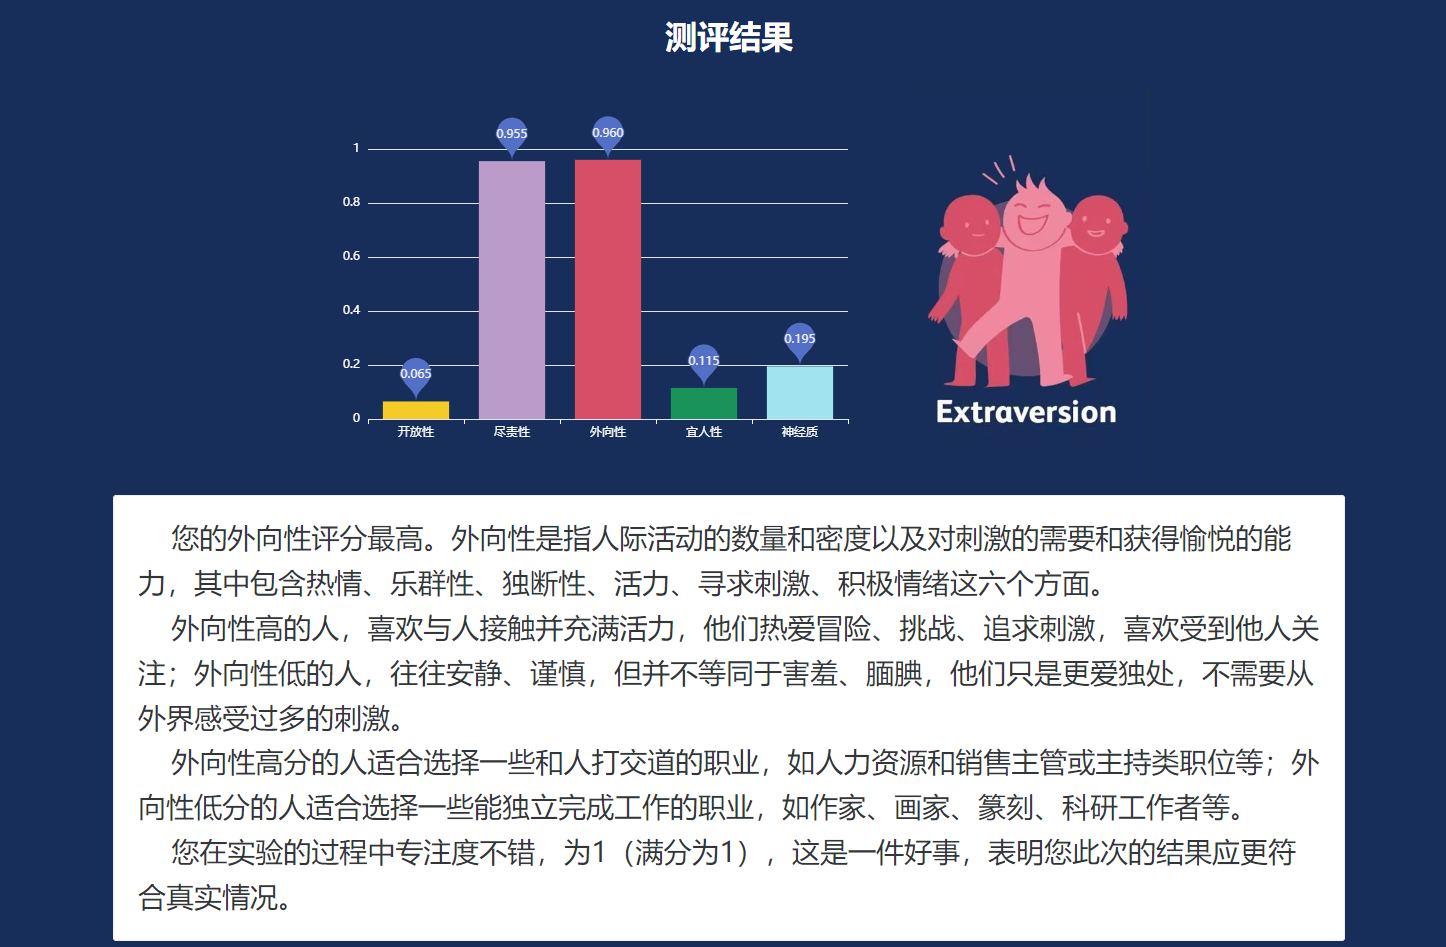 测评结果
0.955
0.960
1
0.8
0.6
0.4
0.195
0.115
0.2
0.065
0
开放性
尽责性
外向性
宜人性
神经质
Extraversion
您的外向性评分最高。外向性是指人际活动的数量和密度以及对刺激的需要和获得愉悦的能
力，其中包含热情、乐群性、独断性、活力、寻求刺激、积极情绪这六个方面。
外向性高的人，喜欢与人接触并充满活力，他们热爱冒险、挑战、追求刺激，喜欢受到他人关
注；外向性低的人，往往安静、谨慎，但并不等同于害羞、腼腆，他们只是更爱独处，不需要从
外界感受过多的刺激。
外向性高分的人适合选择一些和人打交道的职业，如人力资源和销售主管或主持类职位等；外
向性低分的人适合选择一些能独立完成工作的职业，如作家、画家、篆刻、科研工作者等。
您在实验的过程中专注度不错，为1（满分为1），这是一件好事，表明您此次的结果应更符
合真实情况。